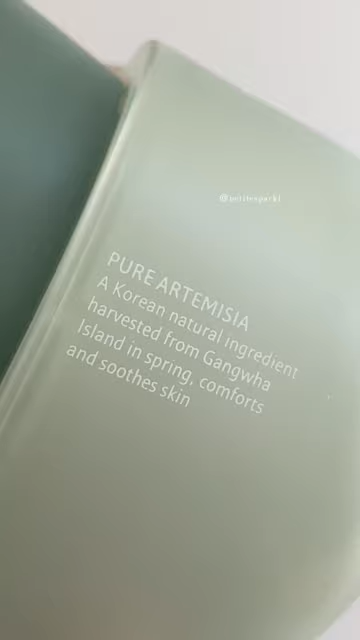 PURE ARTEMISIA
A Korean natural ingredient
harvested from Gangwha
Island in spring, comforts
and soothes skin